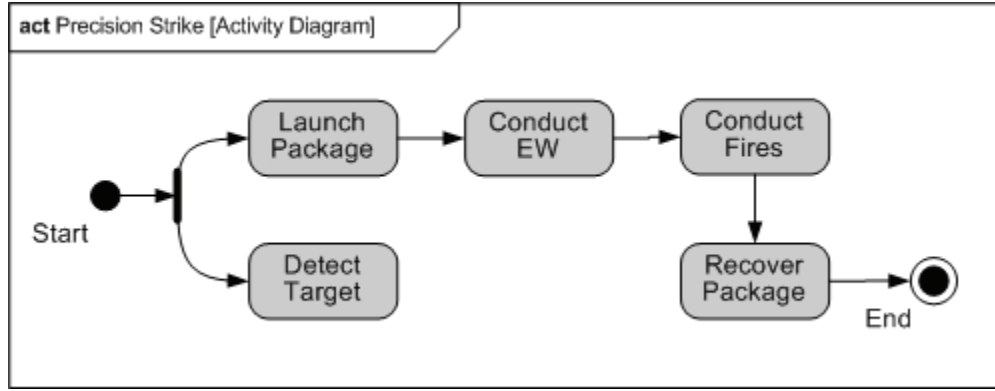 act Precision Strike [Activity Diagram]
Launch
Package
Conduct
EW
Conduct
Fires
Start
Detect
Target
Recover
Package
End